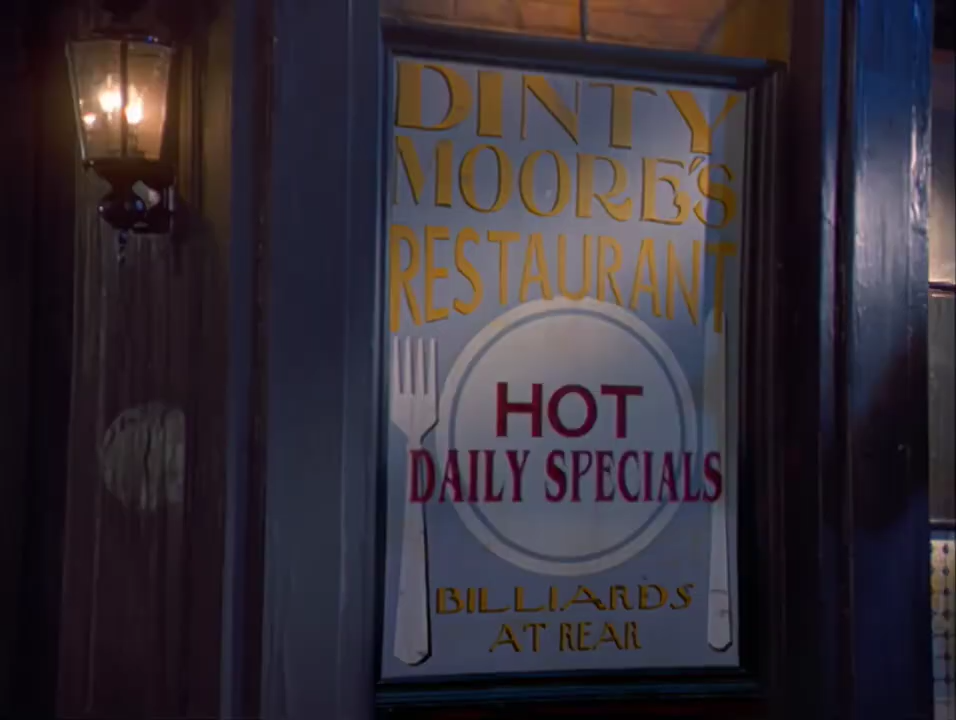 DINTY
MOORE'S
RESTAURANT
HOT
DAILY SPECIALS
BILLIARDS
AT REAR